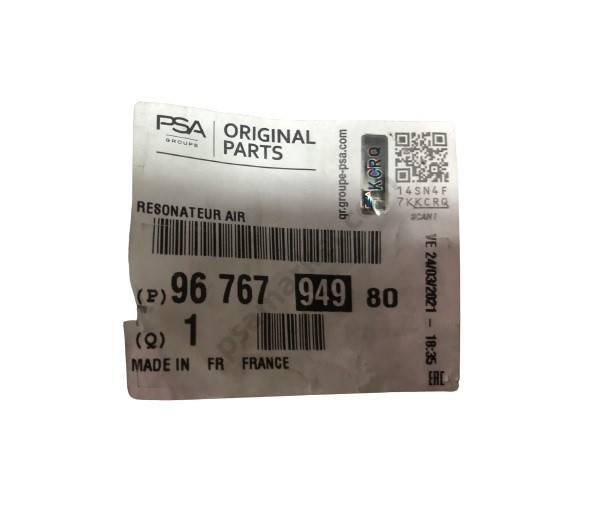 PSA
GROUPE
ORIGINAL
PARTS
qr.groupe-psa.com
KCRQ
14SN4F
7KKCRQ
SCAN!
RESONATEUR AIR
(P) 96 767 949 80
(Q) 1
MADE IN FR FRANCE
VE 24/03/2021 - 18:35
EAC